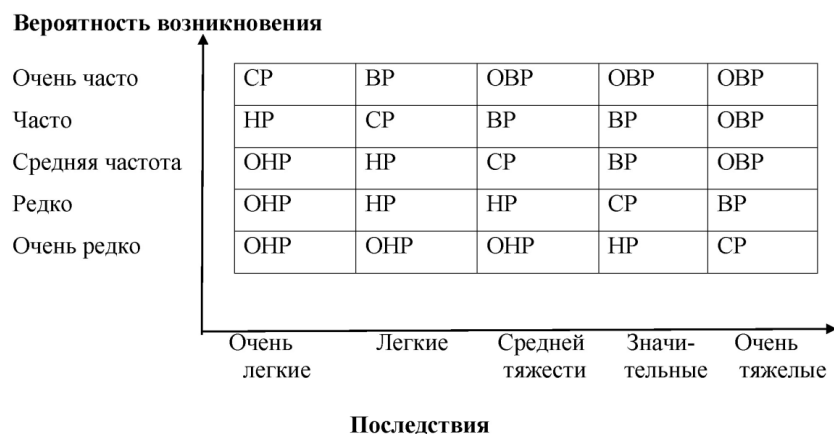 Вероятность возникновения
Очень часто СР ВР ОВР ОВР ОВР
Часто НР СР ВР ВР ОВР
Средняя частота ОНР НР СР ВР ОВР
Редко ОНР НР НР СР ВР
Очень редко ОНР ОНР ОНР НР СР
Очень Легкие Средней Значи- Очень
легкие тяжести тельные тяжелые
Последствия